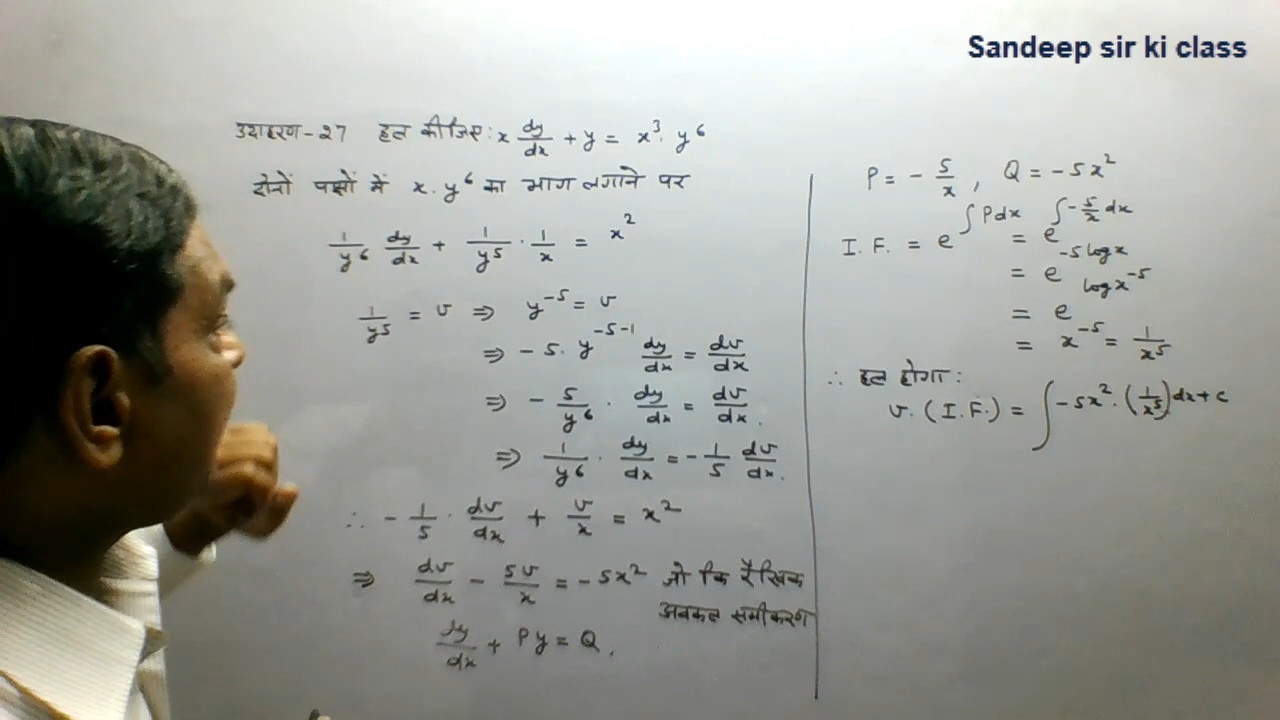 Sandeep sir ki class
उदाहरण-27 हल कीजिए: x dy/dx + y = x³. y⁶
दोनों पक्षों में x. y⁶ का भाग लगाने पर
1/y⁶ dy/dx + 1/y⁵ · 1/x = x²
1/y⁵ = v ⇒ y⁻⁵ = v
⇒ -5. y⁻⁵⁻¹ dy/dx = dv/dx
⇒ -5/y⁶ · dy/dx = dv/dx.
⇒ 1/y⁶ · dy/dx = -1/5 dv/dx.
∴ -1/5 · dv/dx + v/x = x²
⇒ dv/dx - 5v/x = -5x² जो कि रैखिक
अवकल समीकरण
dy/dx + Py = Q.
P = -5/x, Q = -5x²
I.F. = e^∫Pdx = e^∫-5/x dx
= e^-5logx
= e^logx⁻⁵
= x⁻⁵ = 1/x⁵
∴ हल होगा:
v. (I.F.) = ∫-5x². (1/x⁵)dx + c